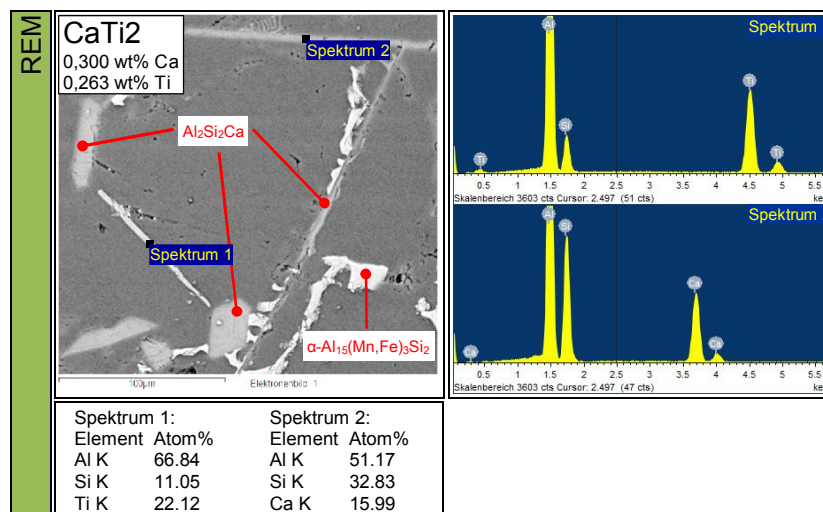 REM
CaTi2
0,300 wt% Ca
0,263 wt% Ti
Spektrum 2
Al₂Si₂Ca
Spektrum 1
α-Al₁₅(Mn,Fe)₃Si₂
100µm
Elektronenbild 1
Spektrum
Al
Ti
Si
Ti
Ti
0.5 1 1.5 2 2.5 3 3.5 4 4.5 5 5.5
Skalenbereich 3603 cts Cursor: 2.497 (51 cts)
ke
Spektrum
Al
Si
Ca
Ca
Ca
0.5 1 1.5 2 2.5 3 3.5 4 4.5 5 5.5
Skalenbereich 3603 cts Cursor: 2.497 (47 cts)
ke
Spektrum 1:
Element Atom%
Al K 66.84
Si K 11.05
Ti K 22.12
Spektrum 2:
Element Atom%
Al K 51.17
Si K 32.83
Ca K 15.99